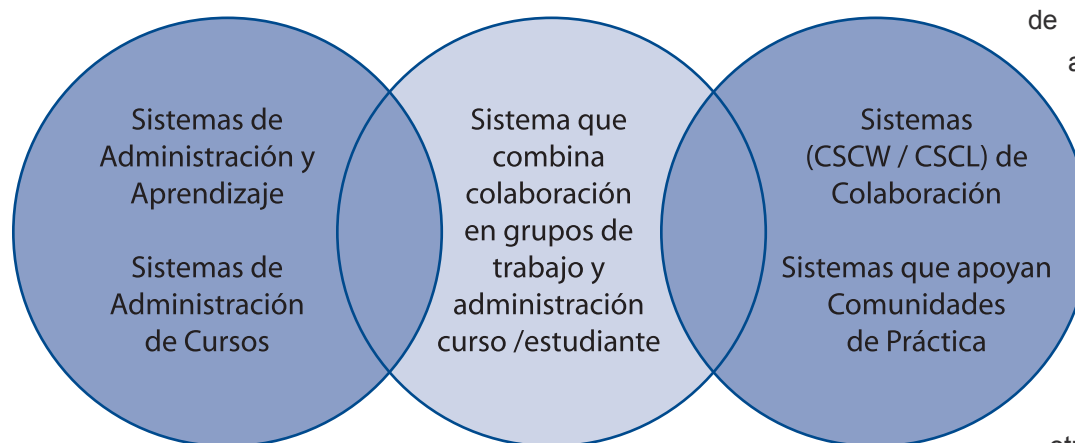 de
Sistemas de
Administración y
Aprendizaje
Sistemas de
Administración
de Cursos
Sistema que
combina
colaboración
en grupos de
trabajo y
administración
curso /estudiante
Sistemas
(CSCW / CSCL) de
Colaboración
Sistemas que apoyan
Comunidades
de Práctica